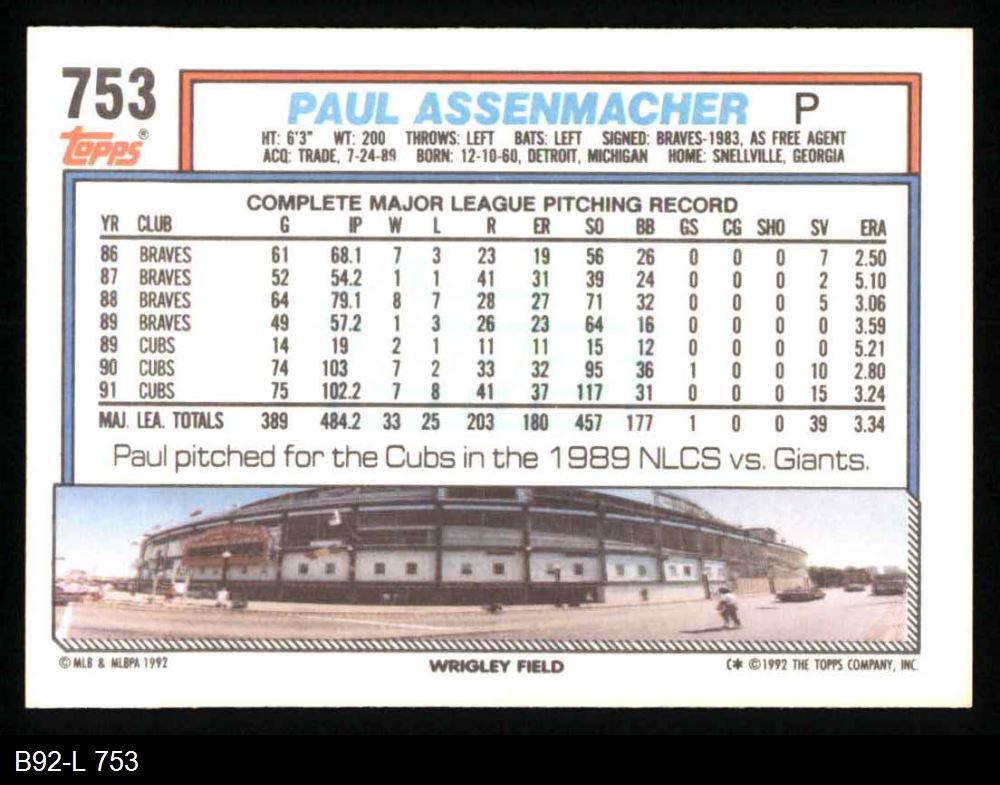 753
Topps®
PAUL ASSENMACHER P
HT: 6'3" WT: 200 THROWS: LEFT BATS: LEFT SIGNED: BRAVES-1983, AS FREE AGENT
ACQ: TRADE, 7-24-89 BORN: 12-10-60, DETROIT, MICHIGAN HOME: SNELLVILLE, GEORGIA
COMPLETE MAJOR LEAGUE PITCHING RECORD
YR CLUB G IP W L R ER SO BB GS CG SHO SV ERA
86 BRAVES 61 68.1 7 3 23 19 56 26 0 0 0 7 2.50
87 BRAVES 52 54.2 1 1 41 31 39 24 0 0 0 2 5.10
88 BRAVES 64 79.1 8 7 28 27 71 32 0 0 0 5 3.06
89 BRAVES 49 57.2 1 3 26 23 64 16 0 0 0 0 3.59
89 CUBS 14 19 2 1 11 11 15 12 0 0 0 0 5.21
90 CUBS 74 103 7 2 33 32 95 36 1 0 0 10 2.80
91 CUBS 75 102.2 7 8 41 37 117 31 0 0 0 15 3.24
MAJ. LEA. TOTALS 389 484.2 33 25 203 180 457 177 1 0 0 39 3.34
Paul pitched for the Cubs in the 1989 NLCS vs. Giants.
© MLB & MLBPA 1992 WRIGLEY FIELD (* © 1992 THE TOPPS COMPANY, INC.
B92-L 753